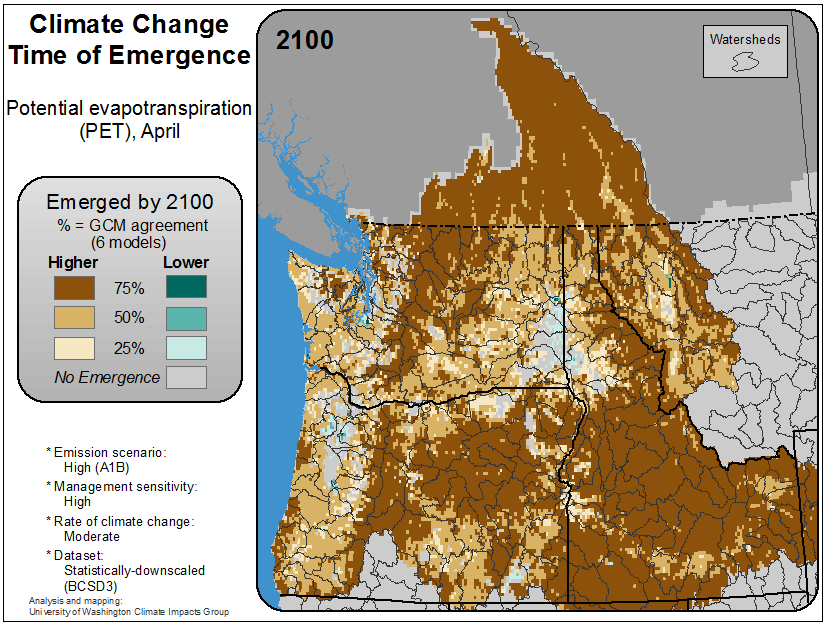 Climate Change
Time of Emergence
Potential evapotranspiration
(PET), April
Emerged by 2100
% = GCM agreement
(6 models)
Higher Lower
75%
50%
25%
No Emergence
* Emission scenario:
High (A1B)
* Management sensitivity:
High
* Rate of climate change:
Moderate
* Dataset:
Statistically-downscaled
(BCSD3)
Analysis and mapping:
University of Washington Climate Impacts Group
2100
Watersheds